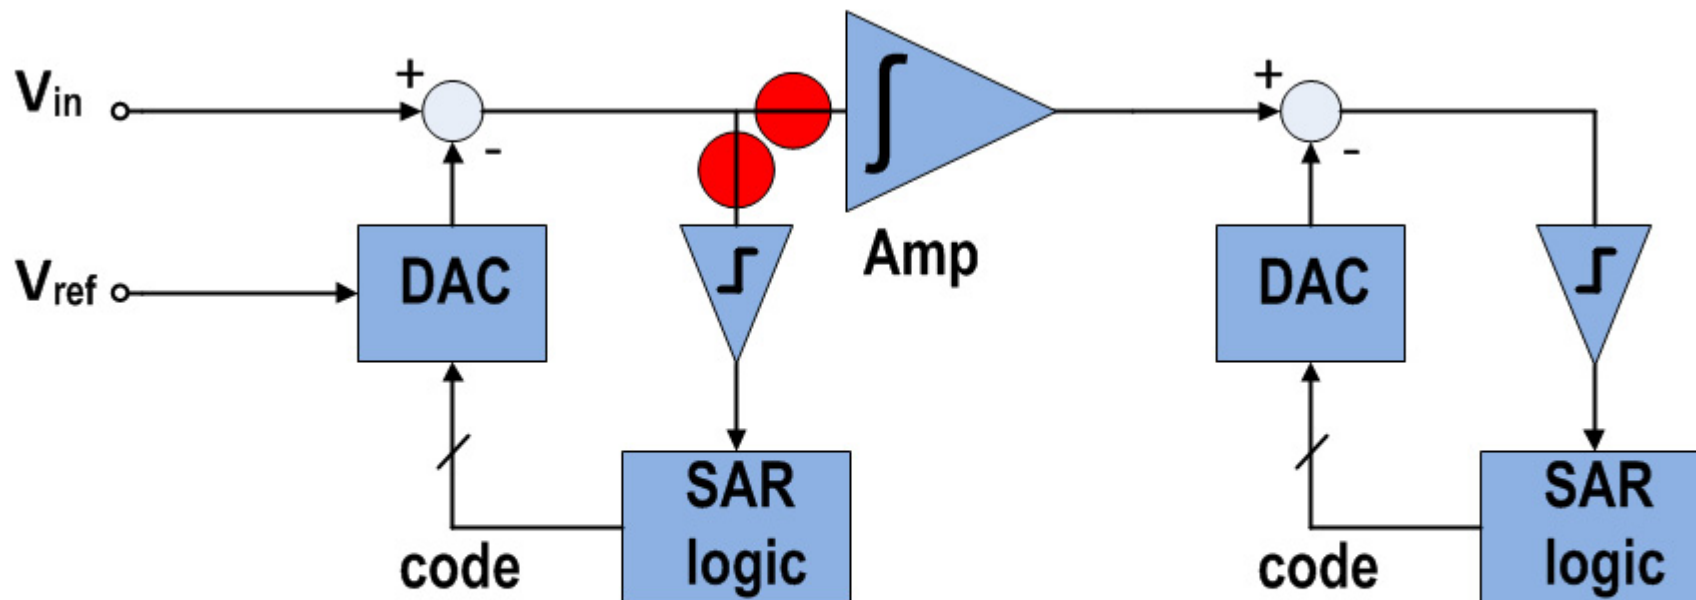 Vin
+
-
Vref
DAC
Amp
∫
SAR
logic
code
+
-
DAC
SAR
logic
code